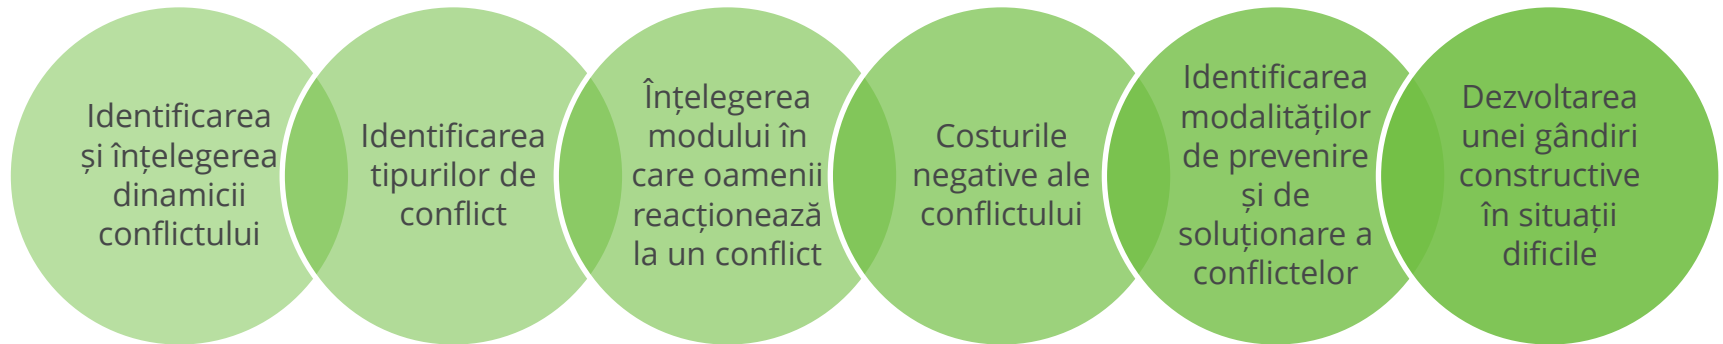 Identificarea
și înțelegerea
dinamicii
conflictului
Identificarea
tipurilor de
conflict
Înțelegerea
modului în
care oamenii
reacționează
la un conflict
Costurile
negative ale
conflictului
Identificarea
modalităților
de prevenire
și de
soluționare a
conflictelor
Dezvoltarea
unei gândiri
constructive
în situații
dificile